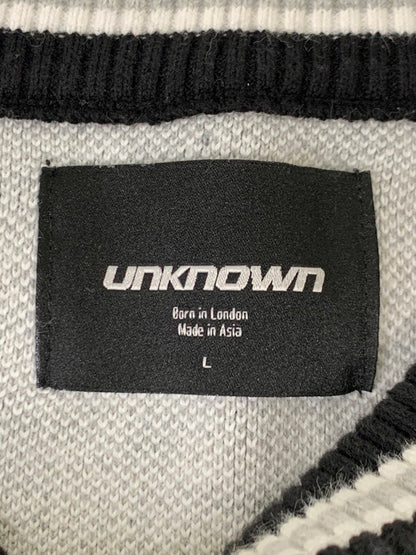 UNKNOWN
Born in London
Made in Asia
L